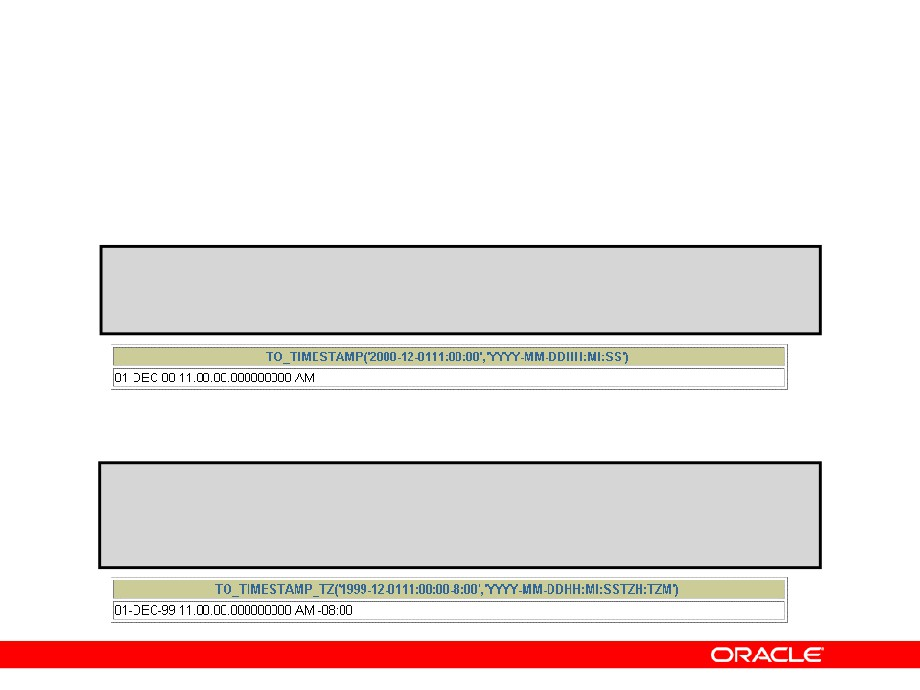 TO_TIMESTAMP('2000-12-0111:00:00','YYYY-MM-DDHH:MI:SS')
01-DEC-00 11.00.00.000000000 AM
TO_TIMESTAMP_TZ('1999-12-0111:00:00-8:00','YYYY-MM-DDHH:MI:SSTZH:TZM')
01-DEC-99 11.00.00.000000000 AM -08:00
ORACLE